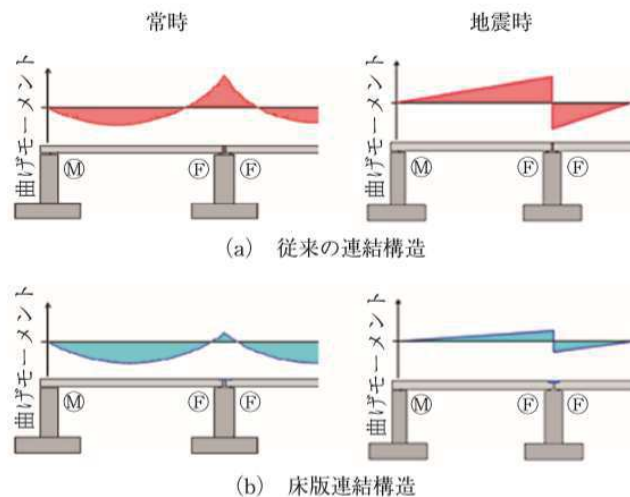 常時
地震時
曲げモーメント
曲げモーメント
Ⓜ Ⓕ Ⓕ
Ⓜ Ⓕ Ⓕ
(a) 従来の連結構造
曲げモーメント
曲げモーメント
Ⓜ Ⓕ Ⓕ
Ⓜ Ⓕ Ⓕ
(b) 床版連結構造